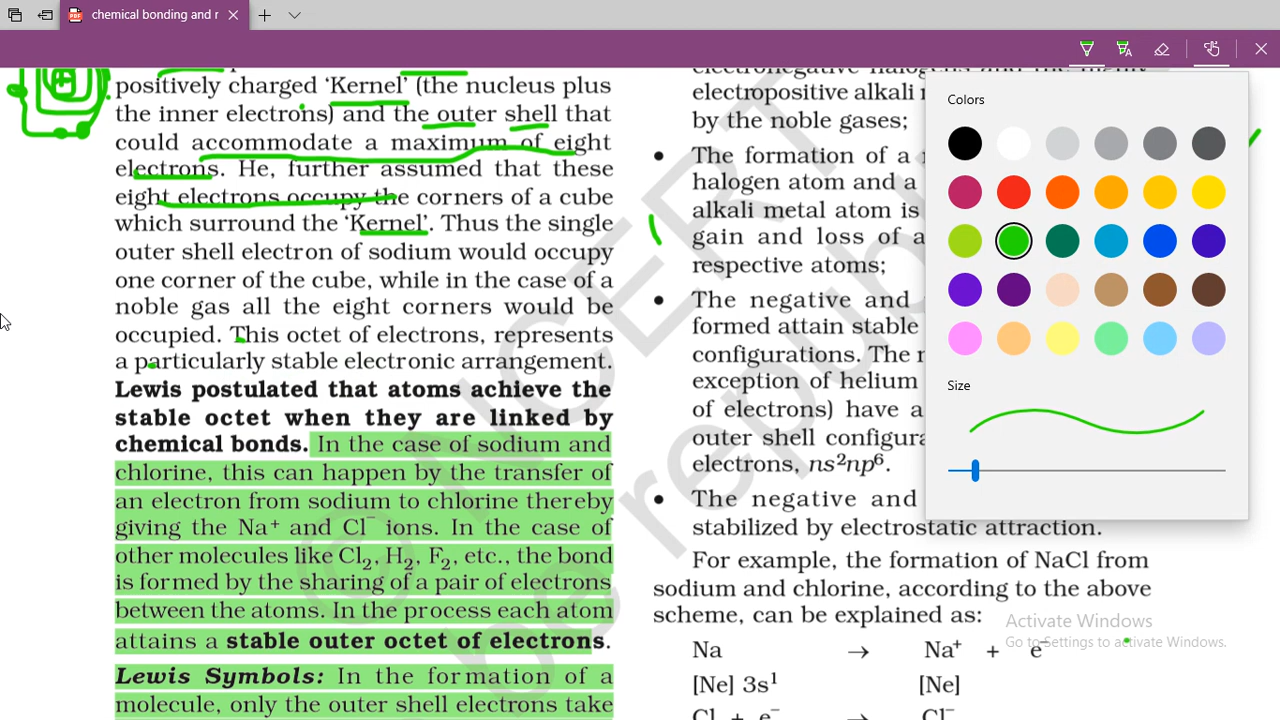 chemical bonding and r
positively charged ‘Kernel’ (the nucleus plus
the inner electrons) and the outer shell that
could accommodate a maximum of eight
electrons. He, further assumed that these
eight electrons occupy the corners of a cube
which surround the ‘Kernel’. Thus the single
outer shell electron of sodium would occupy
one corner of the cube, while in the case of a
noble gas all the eight corners would be
occupied. This octet of electrons, represents
a particularly stable electronic arrangement.
Lewis postulated that atoms achieve the
stable octet when they are linked by
chemical bonds. In the case of sodium and
chlorine, this can happen by the transfer of
an electron from sodium to chlorine thereby
giving the Na⁺ and Cl⁻ ions. In the case of
other molecules like Cl₂, H₂, F₂, etc., the bond
is formed by the sharing of a pair of electrons
between the atoms. In the process each atom
attains a stable outer octet of electrons.
Lewis Symbols: In the formation of a
molecule, only the outer shell electrons take
electronegative halogens and the
electropositive alkali
by the noble gases;
• The formation of a
halogen atom and a
alkali metal atom is
gain and loss of a
respective atoms;
• The negative and
formed attain stable
configurations. The
exception of helium
of electrons) have a
outer shell configura
electrons, ns²np⁶.
• The negative and
stabilized by electrostatic attraction.
For example, the formation of NaCl from
sodium and chlorine, according to the above
scheme, can be explained as:
Na → Na⁺ + e⁻
[Ne] 3s¹ [Ne]
Cl + e⁻ → Cl⁻
© NCERT
be republ
Colors
Size
Activate Windows
Go to Settings to activate Windows.